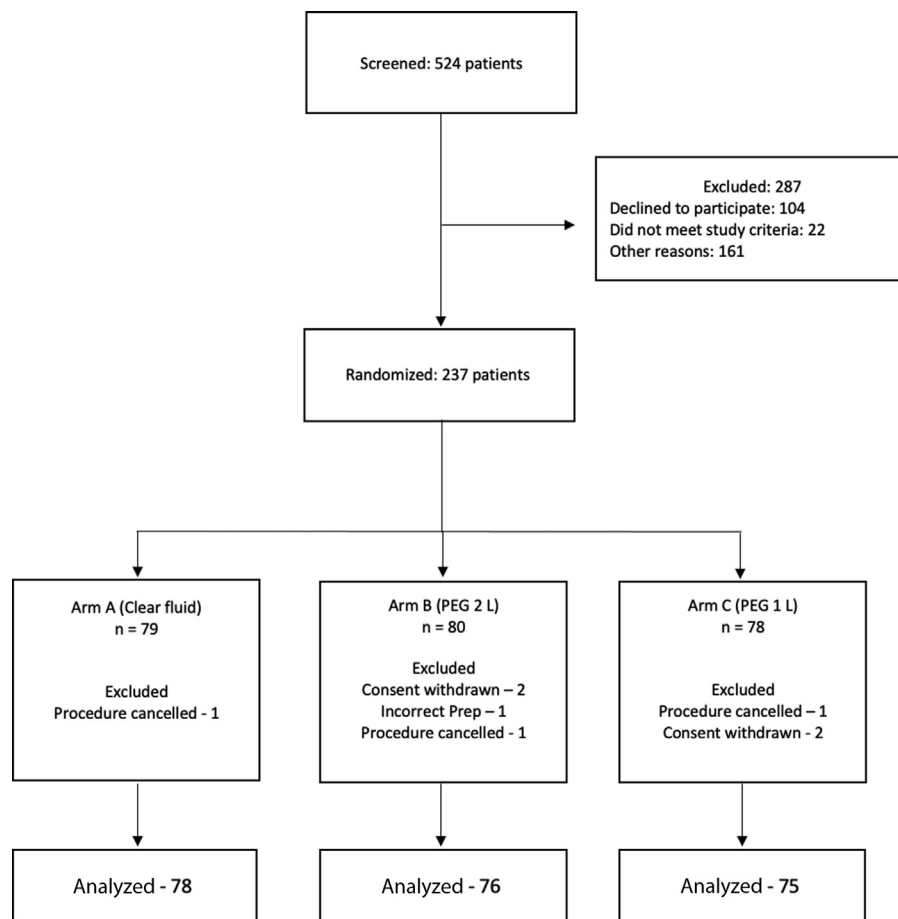 Screened: 524 patients
Excluded: 287
Declined to participate: 104
Did not meet study criteria: 22
Other reasons: 161
Randomized: 237 patients
Arm A (Clear fluid)
n = 79
Excluded
Procedure cancelled - 1
Arm B (PEG 2 L)
n = 80
Excluded
Consent withdrawn – 2
Incorrect Prep – 1
Procedure cancelled - 1
Arm C (PEG 1 L)
n = 78
Excluded
Procedure cancelled – 1
Consent withdrawn - 2
Analyzed - 78
Analyzed - 76
Analyzed - 75